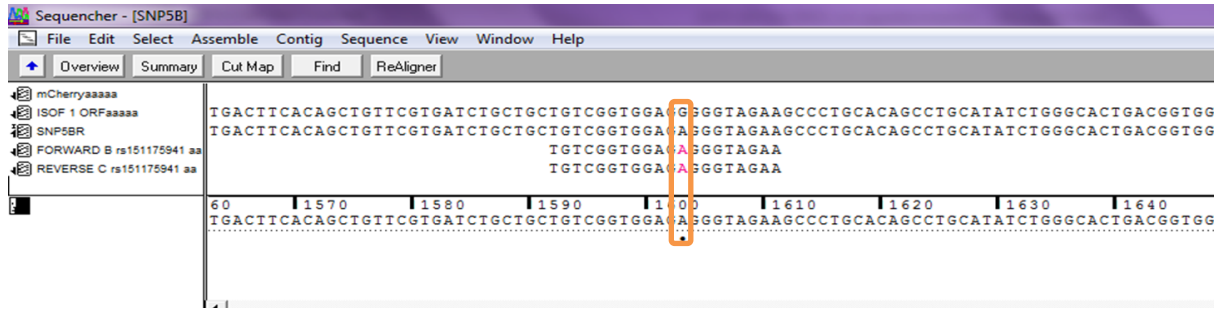 Sequencher - [SNP5B]
File Edit Select Assemble Contig Sequence View Window Help
Overview Summary Cut Map Find ReAligner
mCherryaaaaa
ISOF 1 ORFaaaaa TGACTTCACAGCTGTTCGTGATCTGCTGCTGTCGGTGGAGGGGGTAGAAGCCCTGCACAGCCTGCATATCTGGGCACTGACGGTGG
SNP5BR TGACTTCACAGCTGTTCGTGATCTGCTGCTGTCGGTGGAGAGGGTAGAAGCCCTGCACAGCCTGCATATCTGGGCACTGACGGTGG
FORWARD B rs151175941 aa TGTCGGTGGAGAGGGTAGAA
REVERSE C rs151175941 aa TGTCGGTGGAGAGGGTAGAA
60 1570 1580 1590 1600 1610 1620 1630 1640
TGACTTCACAGCTGTTCGTGATCTGCTGCTGTCGGTGGAGAGGGTAGAAGCCCTGCACAGCCTGCATATCTGGGCACTGACGGTGG